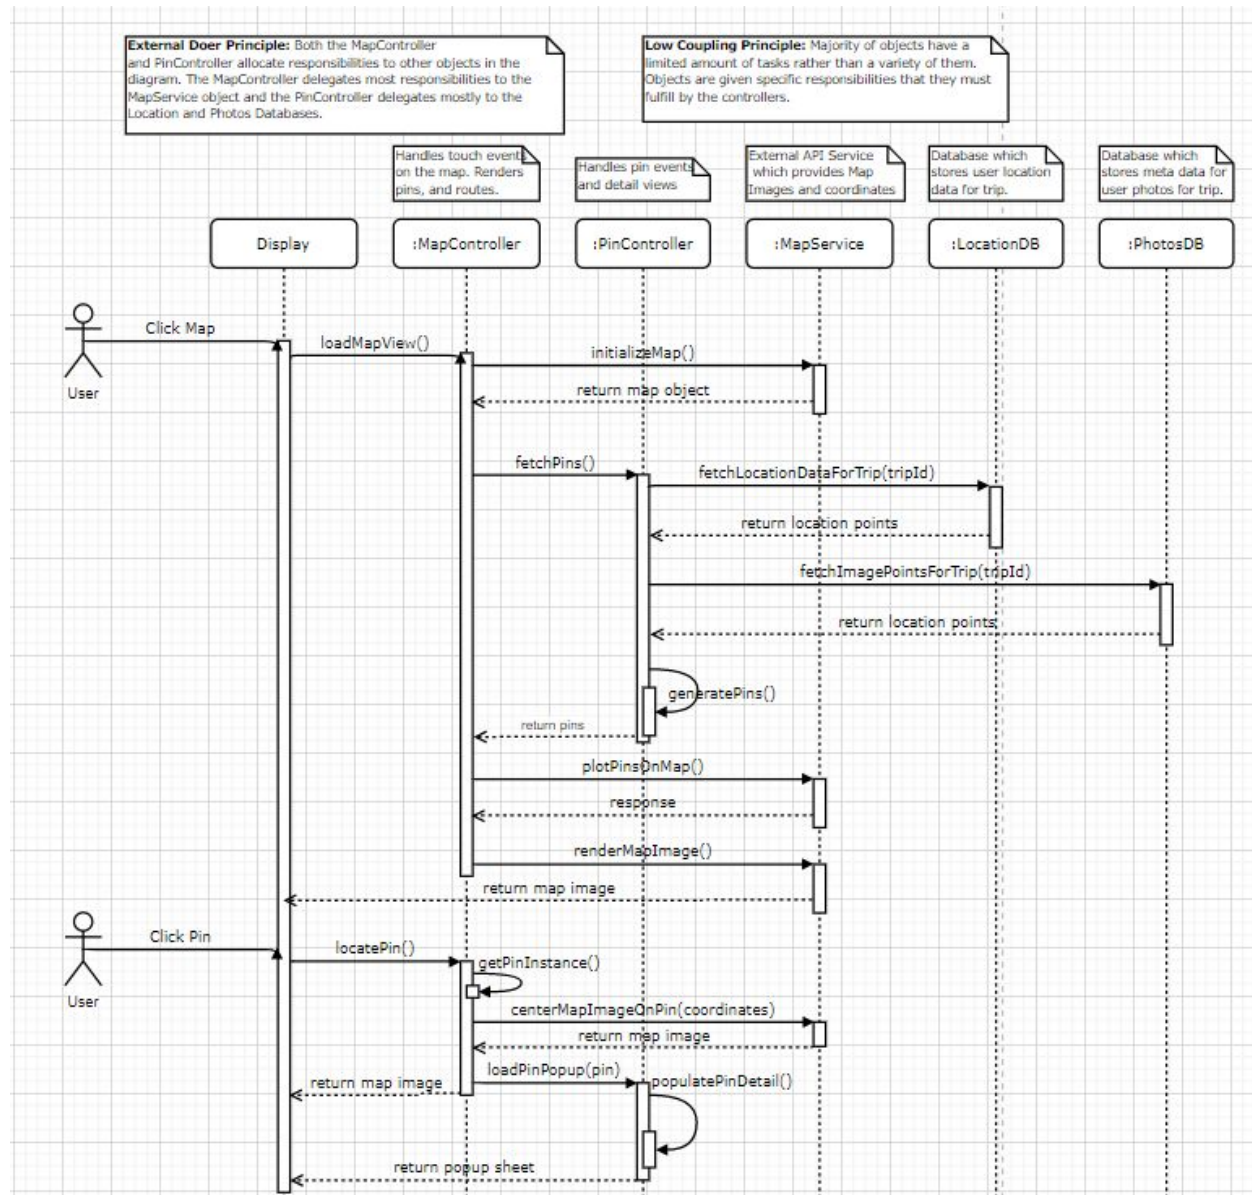 External Doer Principle: Both the MapController
and PinController allocate responsibilities to other objects in the
diagram. The MapController delegates most responsibilities to the
MapService object and the PinController delegates mostly to the
Location and Photos Databases.
Low Coupling Principle: Majority of objects have a
limited amount of tasks rather than a variety of them.
Objects are given specific responsibilities that they must
fulfill by the controllers.
Handles touch events
on the map. Renders
pins, and routes.
Handles pin events
and detail views
External API Service
which provides Map
Images and coordinates
Database which
stores user location
data for trip.
Database which
stores meta data for
user photos for trip.
Display
:MapController
:PinController
:MapService
:LocationDB
:PhotosDB
Click Map
User
loadMapView()
initializeMap()
return map object
fetchPins()
fetchLocationDataForTrip(tripId)
return location points
fetchImagePointsForTrip(tripId)
return location points
generatePins()
return pins
plotPinsOnMap()
response
renderMapImage()
return map image
Click Pin
User
locatePin()
getPinInstance()
centerMapImageOnPin(coordinates)
return map image
loadPinPopup(pin)
populatePinDetail()
return map image
return popup sheet